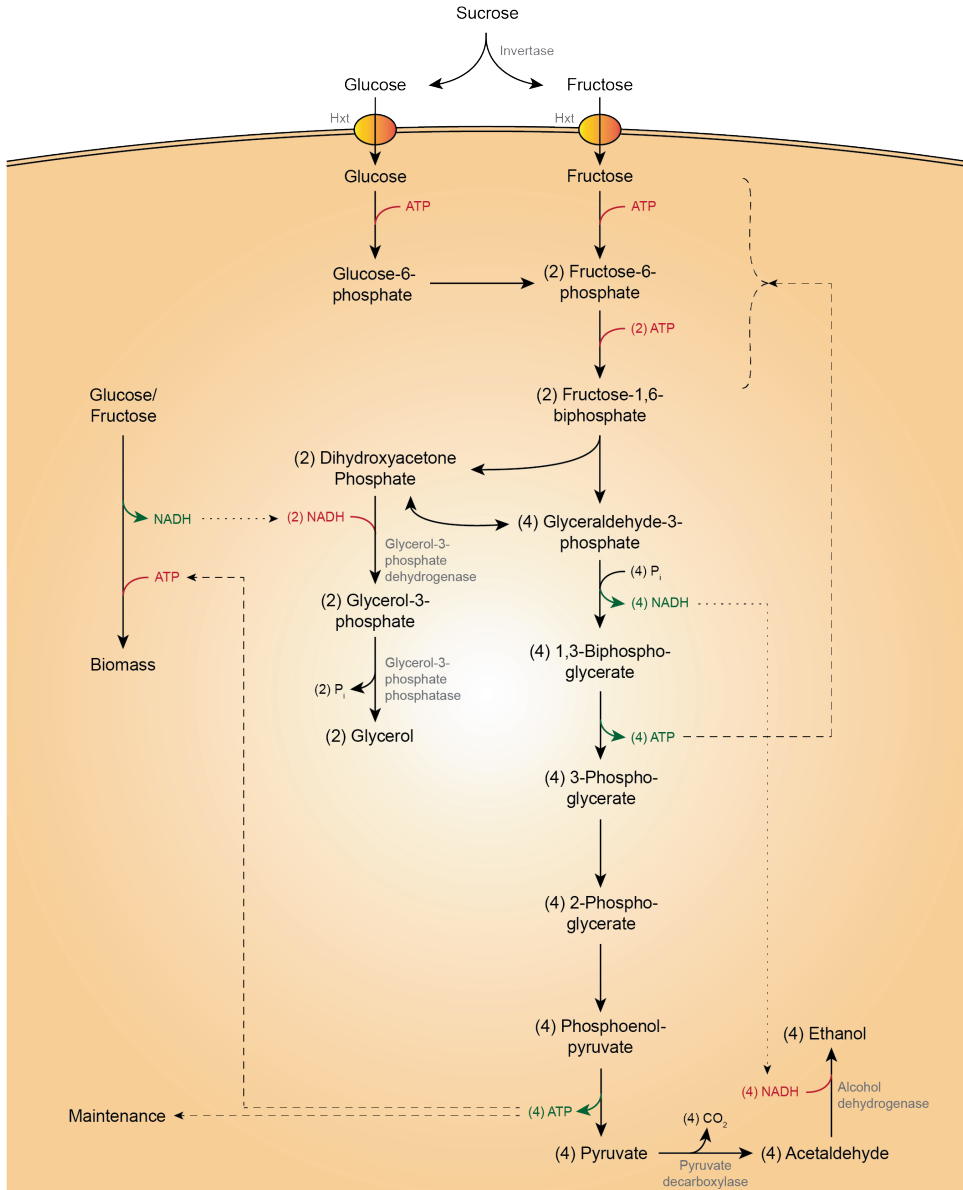 Sucrose
Invertase
Glucose
Fructose
Hxt
Hxt
Glucose
Fructose
ATP
ATP
Glucose-6-
phosphate
(2) Fructose-6-
phosphate
(2) ATP
Glucose/
Fructose
(2) Fructose-1,6-
biphosphate
(2) Dihydroxyacetone
Phosphate
NADH
(2) NADH
(4) Glyceraldehyde-3-
phosphate
Glycerol-3-
phosphate
dehydrogenase
ATP
(4) Pi
(4) NADH
(2) Glycerol-3-
phosphate
Biomass
(4) 1,3-Biphospho-
glycerate
Glycerol-3-
phosphate
phosphatase
(2) Pi
(2) Glycerol
(4) ATP
(4) 3-Phospho-
glycerate
(4) 2-Phospho-
glycerate
(4) Phosphoenol-
pyruvate
(4) Ethanol
(4) NADH
Alcohol
dehydrogenase
Maintenance
(4) ATP
(4) CO2
(4) Pyruvate
Pyruvate
decarboxylase
(4) Acetaldehyde